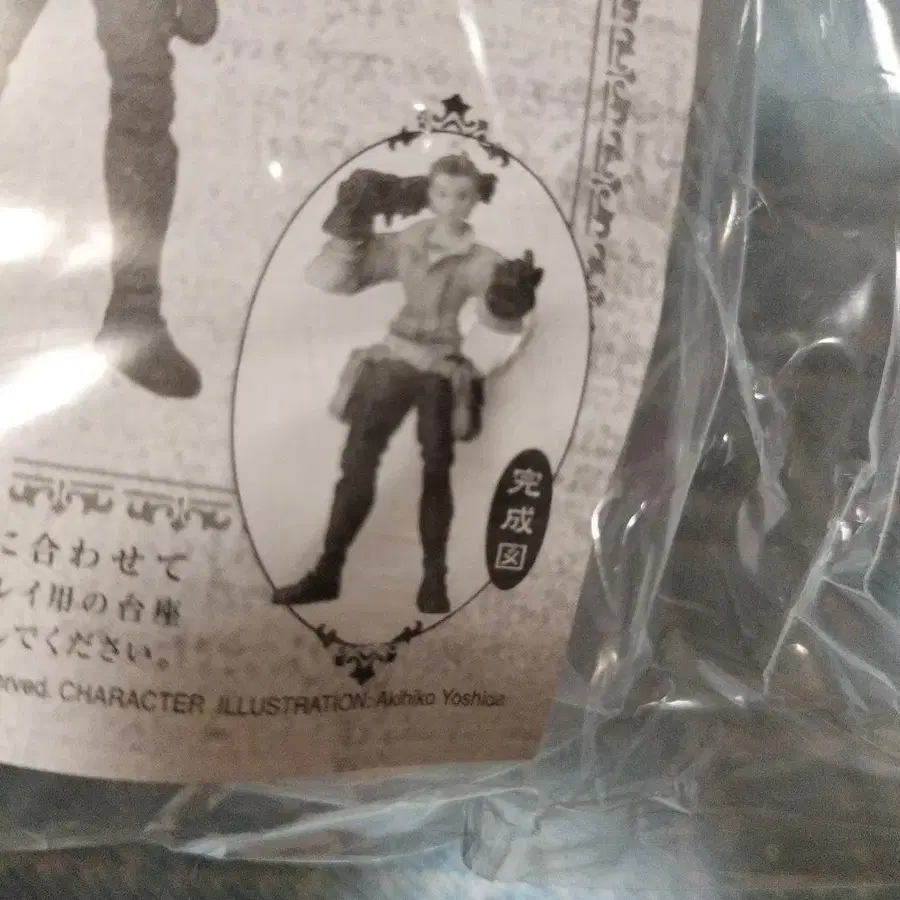 完成図
に合わせて
レイ用の台座
してください。
erved. CHARACTER ILLUSTRATION: Akihiko Yoshida